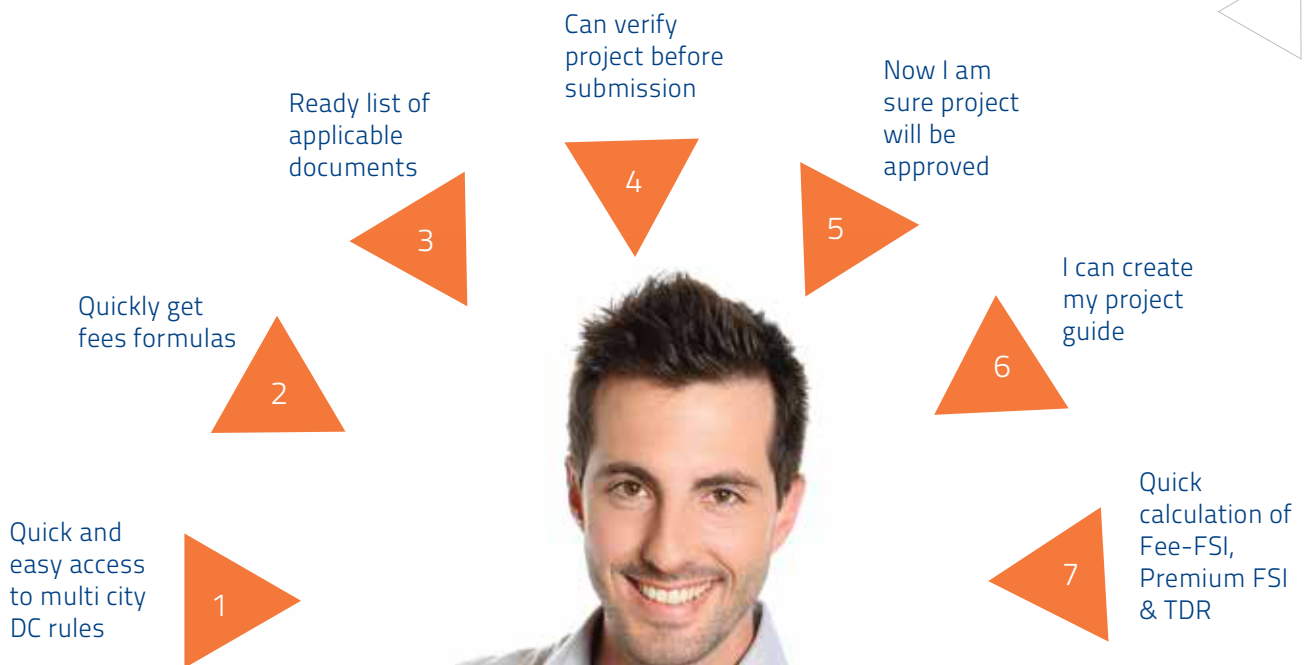 1
Quick and
easy access
to multi city
DC rules
2
Quickly get
fees formulas
3
Ready list of
applicable
documents
4
Can verify
project before
submission
5
Now I am
sure project
will be
approved
6
I can create
my project
guide
7
Quick
calculation of
Fee-FSI,
Premium FSI
& TDR